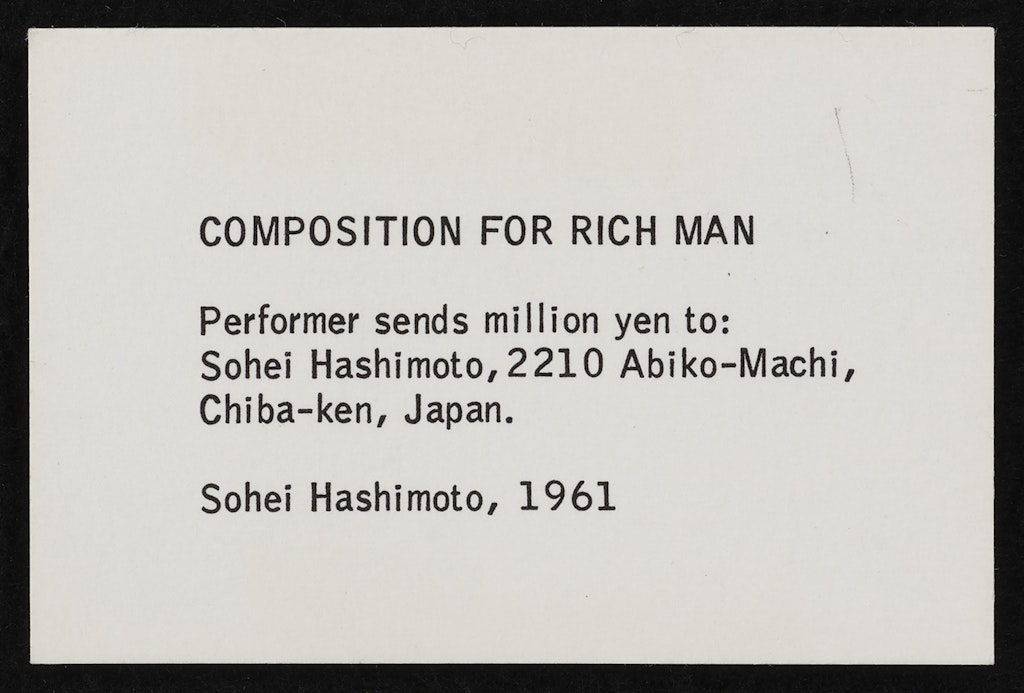 COMPOSITION FOR RICH MAN
Performer sends million yen to:
Sohei Hashimoto, 2210 Abiko-Machi,
Chiba-ken, Japan.
Sohei Hashimoto, 1961